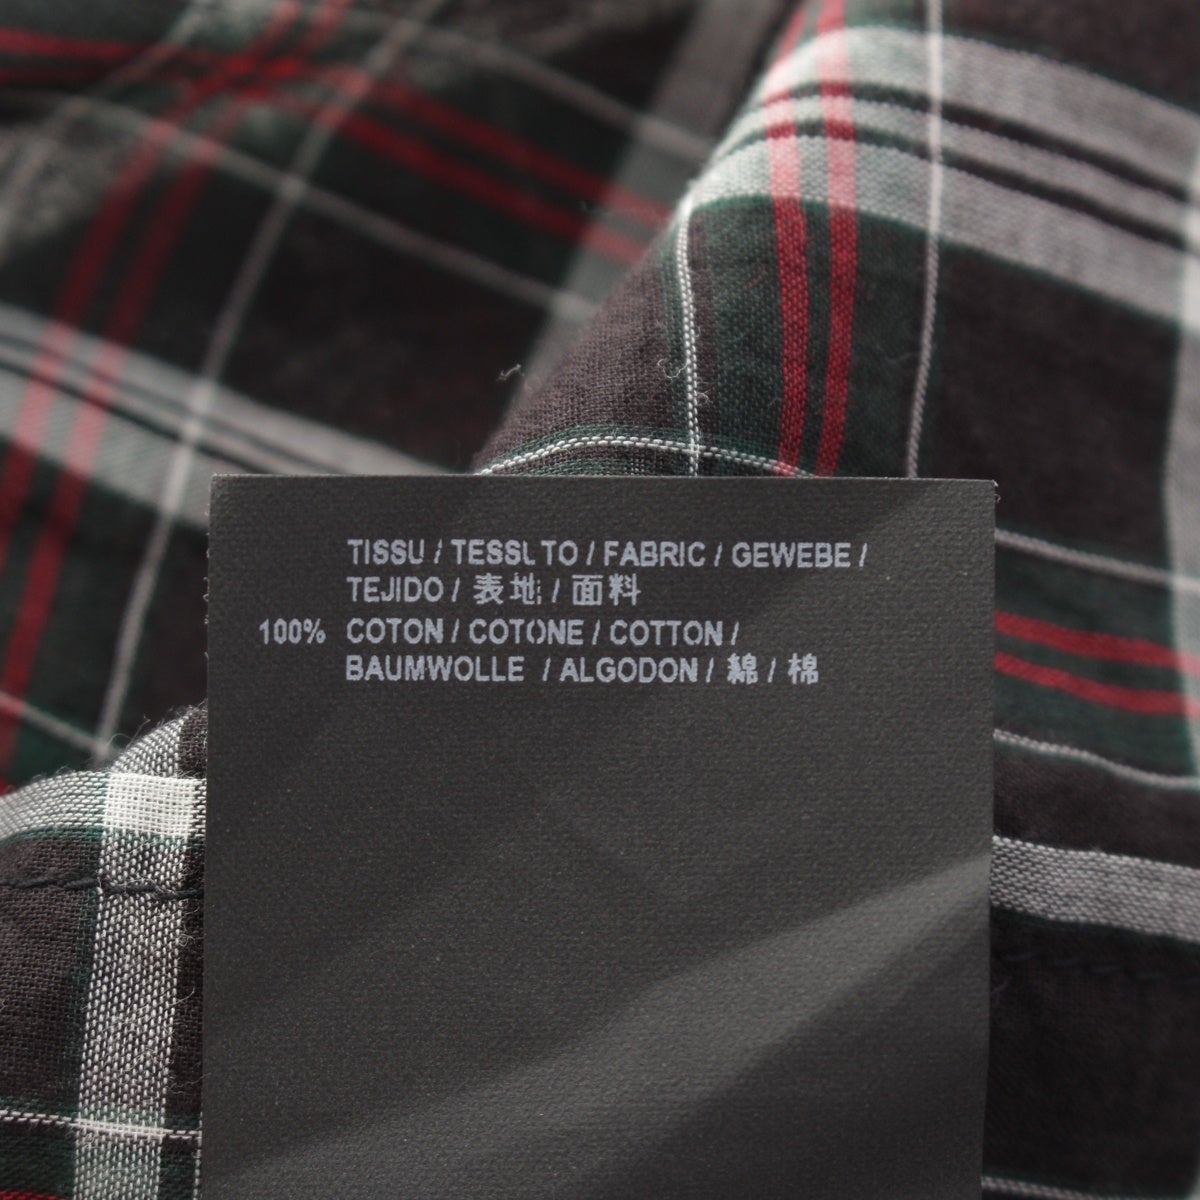 TISSU / TESSUTO / FABRIC / GEWEBE /
TEJIDO / 表地 / 面料
100% COTON / COTONE / COTTON /
BAUMWOLLE / ALGODON / 綿 / 棉